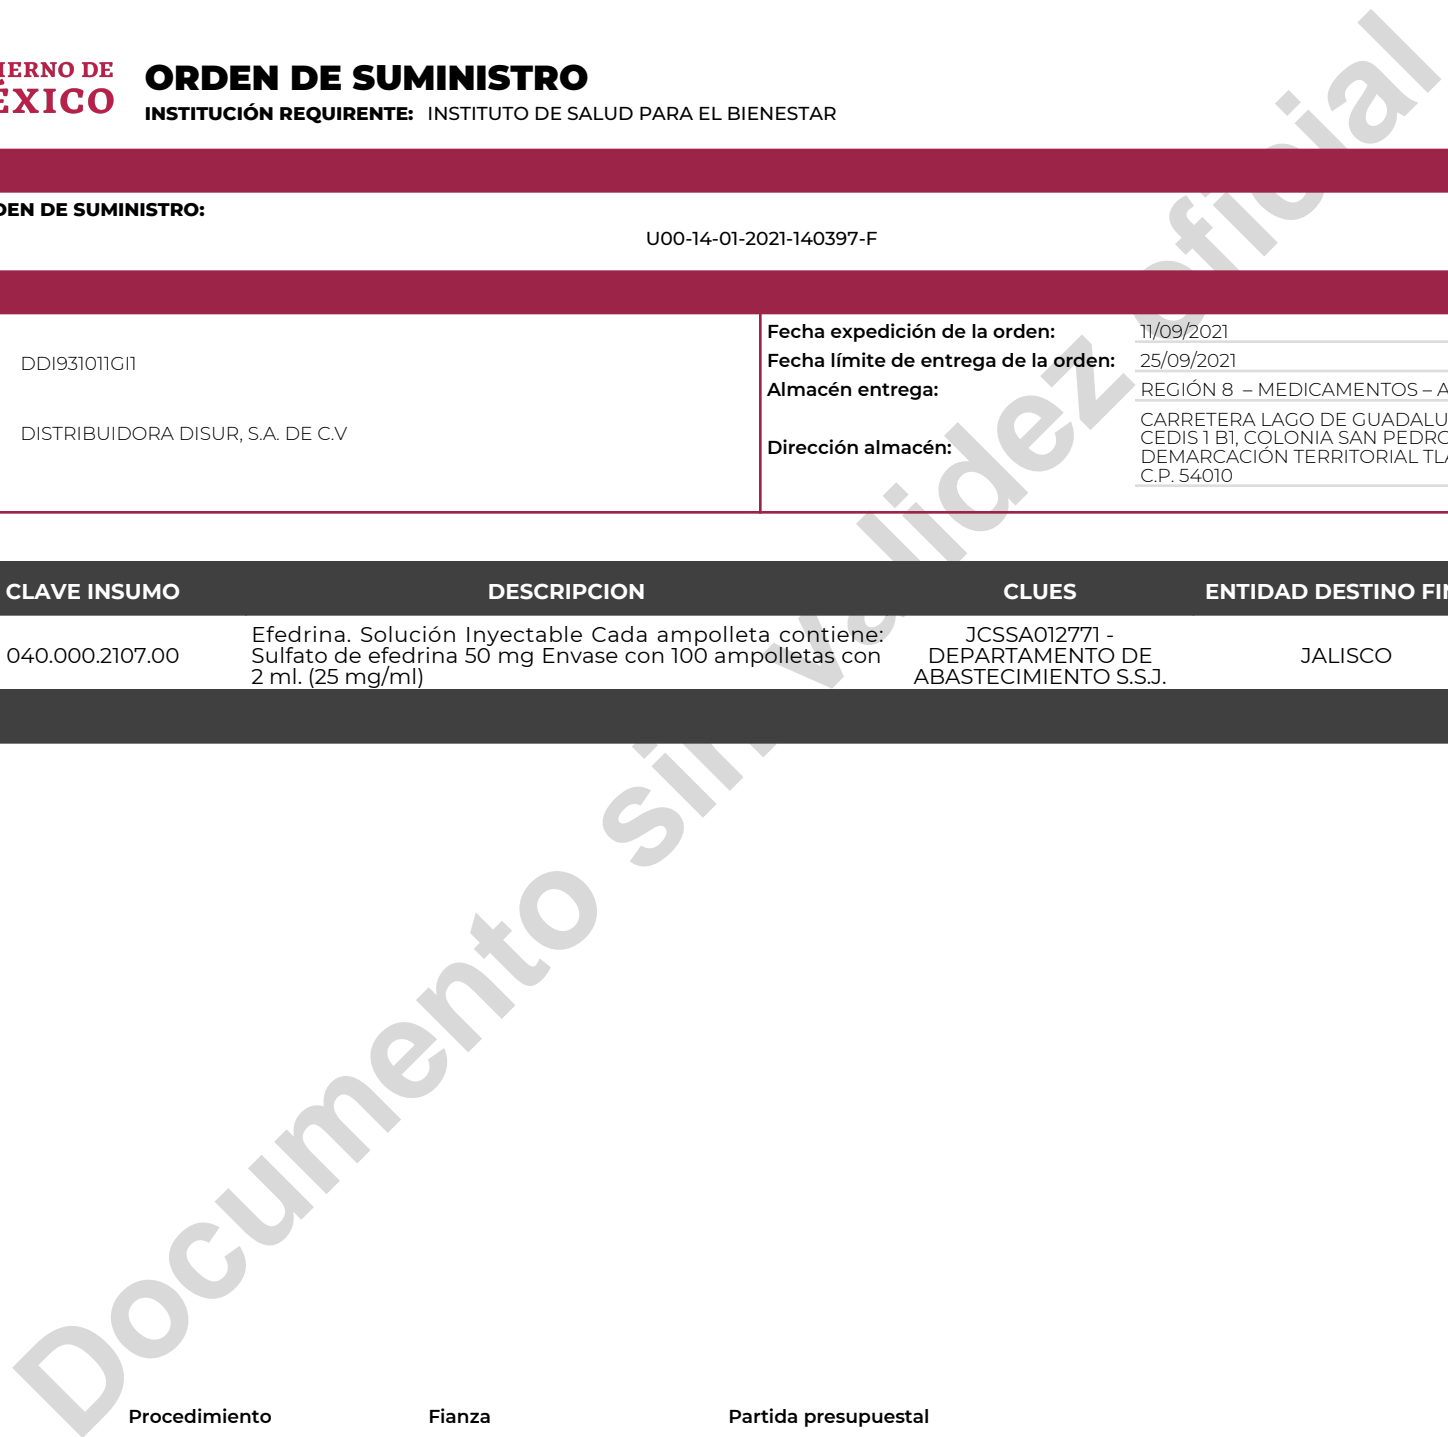 IERNO DE
ÉXICO
ORDEN DE SUMINISTRO
INSTITUCIÓN REQUIRENTE: INSTITUTO DE SALUD PARA EL BIENESTAR
DEN DE SUMINISTRO:
U00-14-01-2021-140397-F
DDI931011GI1
DISTRIBUIDORA DISUR, S.A. DE C.V
Fecha expedición de la orden: 11/09/2021
Fecha límite de entrega de la orden: 25/09/2021
Almacén entrega: REGIÓN 8 – MEDICAMENTOS – A
Dirección almacén:
CARRETERA LAGO DE GUADALU
CEDIS 1 B1, COLONIA SAN PEDRO
DEMARCACIÓN TERRITORIAL TLA
C.P. 54010
CLAVE INSUMO DESCRIPCION CLUES ENTIDAD DESTINO FIN
040.000.2107.00
Efedrina. Solución Inyectable Cada ampolleta contiene:
Sulfato de efedrina 50 mg Envase con 100 ampolletas con
2 ml. (25 mg/ml)
JCSSA012771 -
DEPARTAMENTO DE
ABASTECIMIENTO S.S.J.
JALISCO
Documento sin validez oficial
Procedimiento Fianza Partida presupuestal